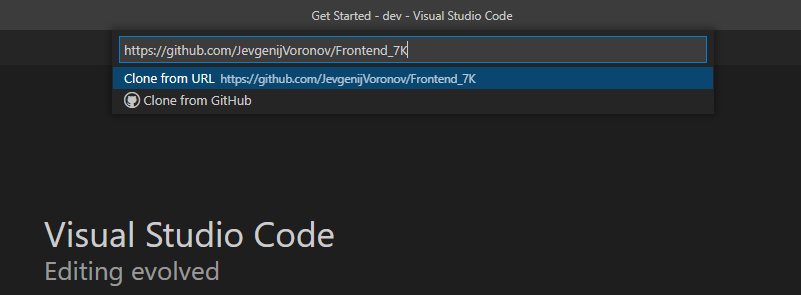 Get Started - dev - Visual Studio Code
https://github.com/JevgenijVoronov/Frontend_7K
Clone from URL https://github.com/JevgenijVoronov/Frontend_7K
Clone from GitHub
Visual Studio Code
Editing evolved